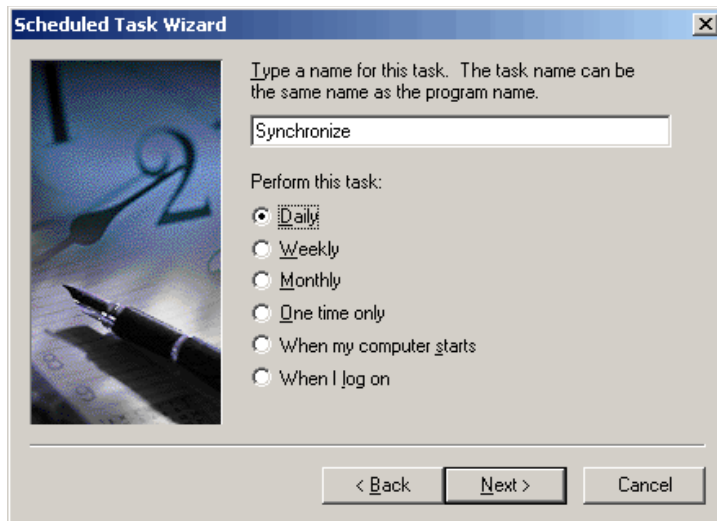 Scheduled Task Wizard
Type a name for this task. The task name can be
the same name as the program name.
Synchronize
Perform this task:
Daily
Weekly
Monthly
One time only
When my computer starts
When I log on
< Back
Next >
Cancel